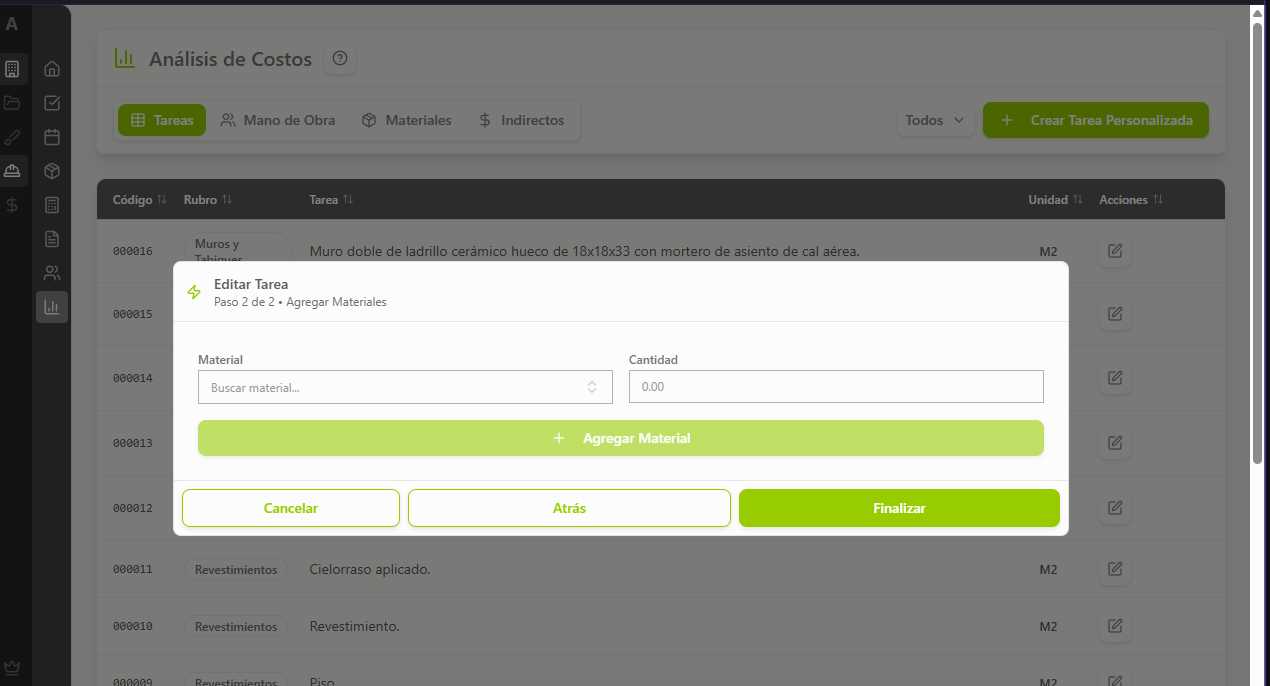 A
Análisis de Costos
Tareas Mano de Obra Materiales Indirectos Todos Crear Tarea Personalizada
Código Rubro Tarea Unidad Acciones
000016 Muros y Tabiques Muro doble de ladrillo cerámico hueco de 18x18x33 con mortero de asiento de cal aérea. M2
000015
000014
000013
000012
Editar Tarea
Paso 2 de 2 • Agregar Materiales
Material Cantidad
Buscar material... 0.00
Agregar Material
Cancelar Atrás Finalizar
000011 Revestimientos Cielorraso aplicado. M2
000010 Revestimientos Revestimiento. M2
000009 Revestimientos Piso M2